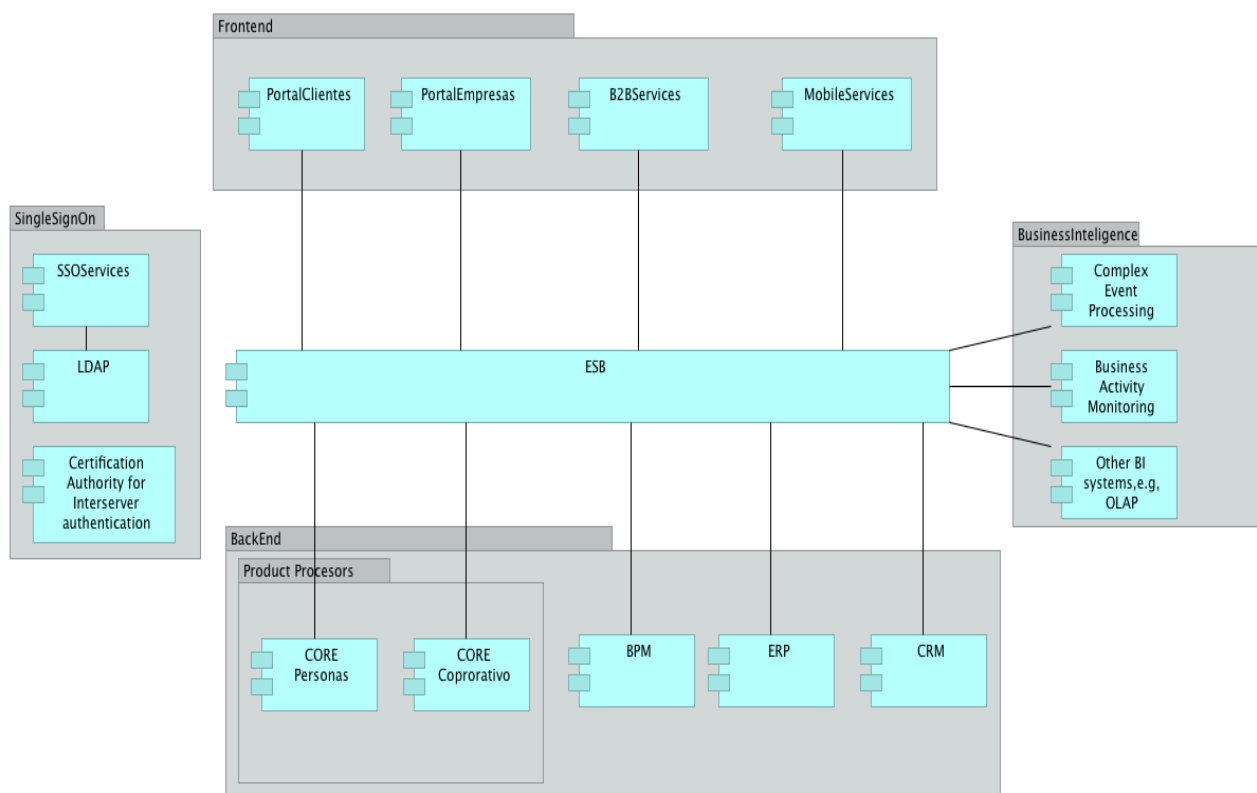 Frontend
PortalClientes
PortalEmpresas
B2BServices
MobileServices
SingleSignOn
SSOServices
LDAP
Certification
Authority for
Interserver
authentication
ESB
BusinessInteligence
Complex
Event
Processing
Business
Activity
Monitoring
Other BI
systems,e.g,
OLAP
BackEnd
Product Procesors
CORE
Personas
CORE
Coprorativo
BPM
ERP
CRM